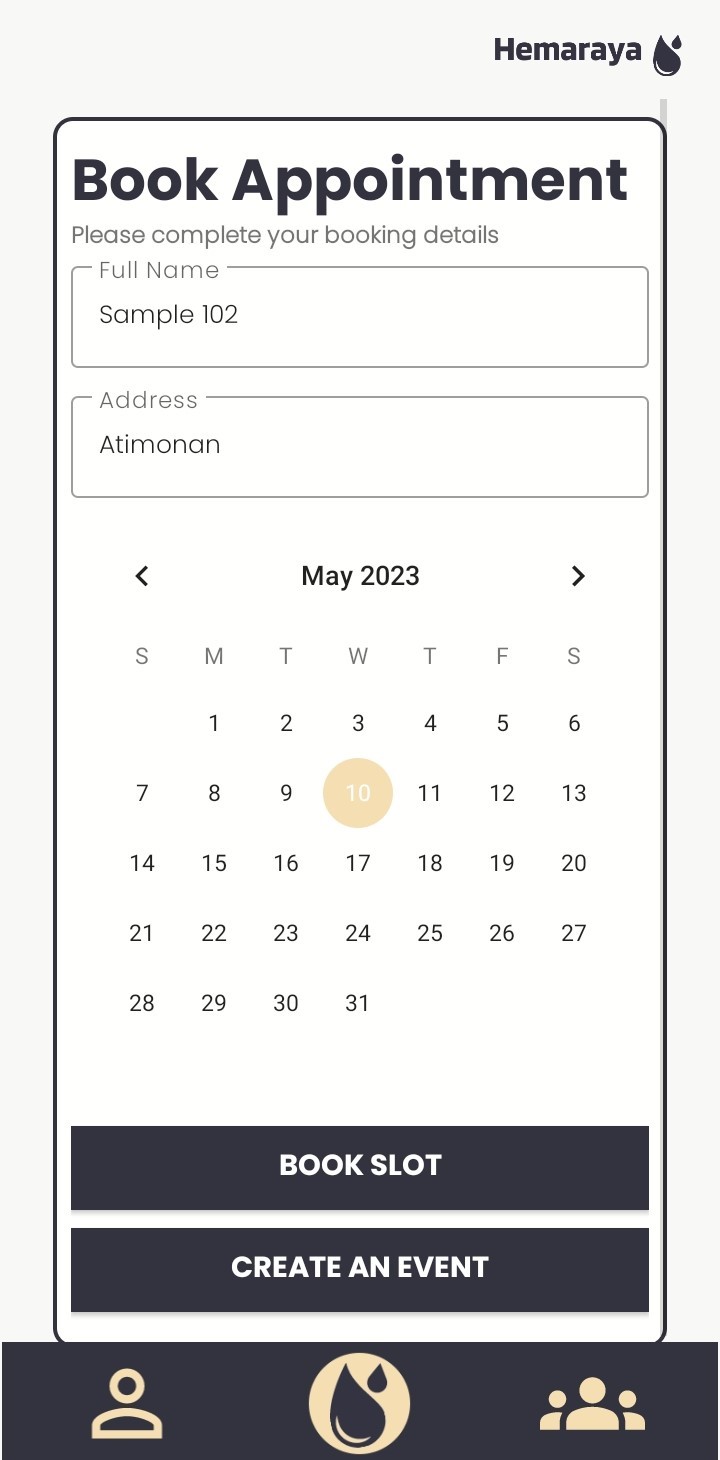 Hemaraya
Book Appointment
Please complete your booking details
Full Name
Sample 102
Address
Atimonan
May 2023
S M T W T F S
1 2 3 4 5 6
7 8 9 10 11 12 13
14 15 16 17 18 19 20
21 22 23 24 25 26 27
28 29 30 31
BOOK SLOT
CREATE AN EVENT